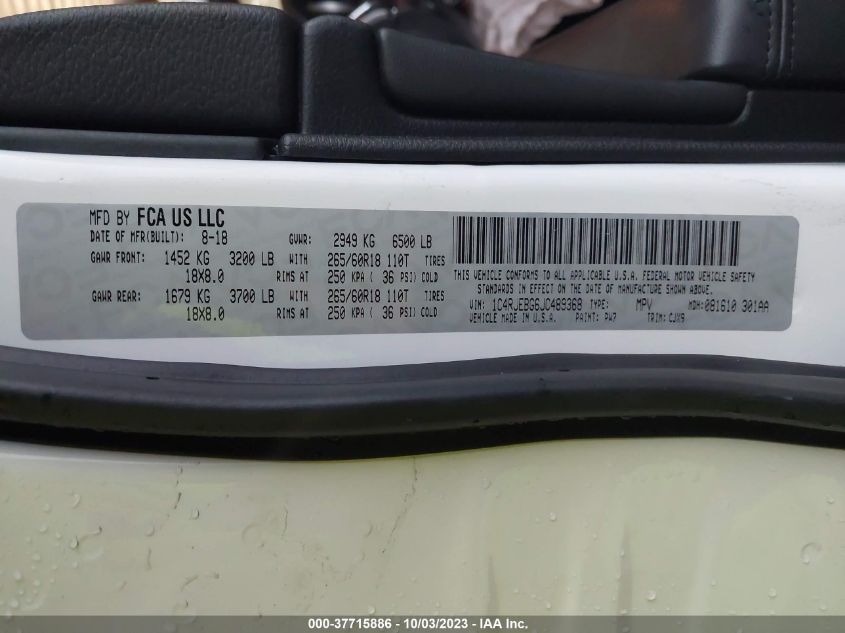 MFD BY FCA US LLC
DATE OF MFR(BUILT): 8-18 GVWR: 2949 KG 6500 LB
GAWR FRONT: 1452 KG 3200 LB WITH 265/60R18 110T TIRES
18X8.0 RIMS AT 250 KPA ( 36 PSI) COLD
GAWR REAR: 1679 KG 3700 LB WITH 265/60R18 110T TIRES
18X8.0 RIMS AT 250 KPA ( 36 PSI) COLD
THIS VEHICLE CONFORMS TO ALL APPLICABLE U.S.A. FEDERAL MOTOR VEHICLE SAFETY
STANDARDS IN EFFECT ON THE DATE OF MANUFACTURE SHOWN ABOVE.
VIN: 1C4RJEBG6JC489368 TYPE: MPV MDH: 081610 301AA
VEHICLE MADE IN U.S.A. PAINT: PW7 TRIM: CJX9
000-37715886 - 10/03/2023 - IAA Inc.